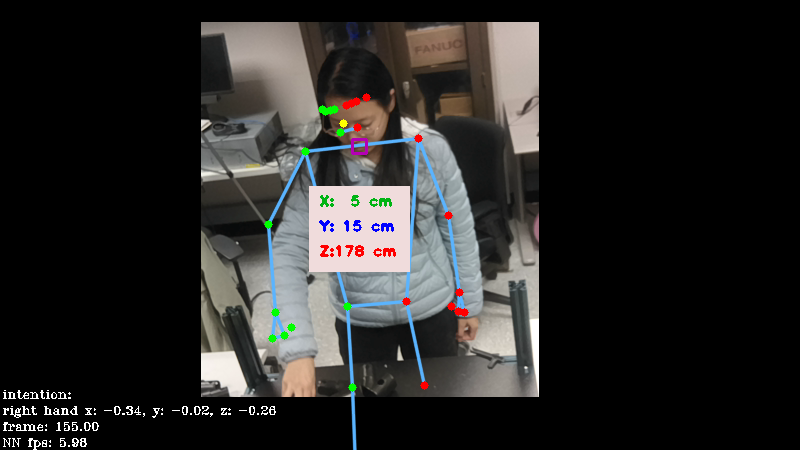 FANUC
X: 5 cm
Y: 15 cm
Z:178 cm
intention:
right hand x: −0.34, y: −0.02, z: −0.26
frame: 155.00
NN fps: 5.98